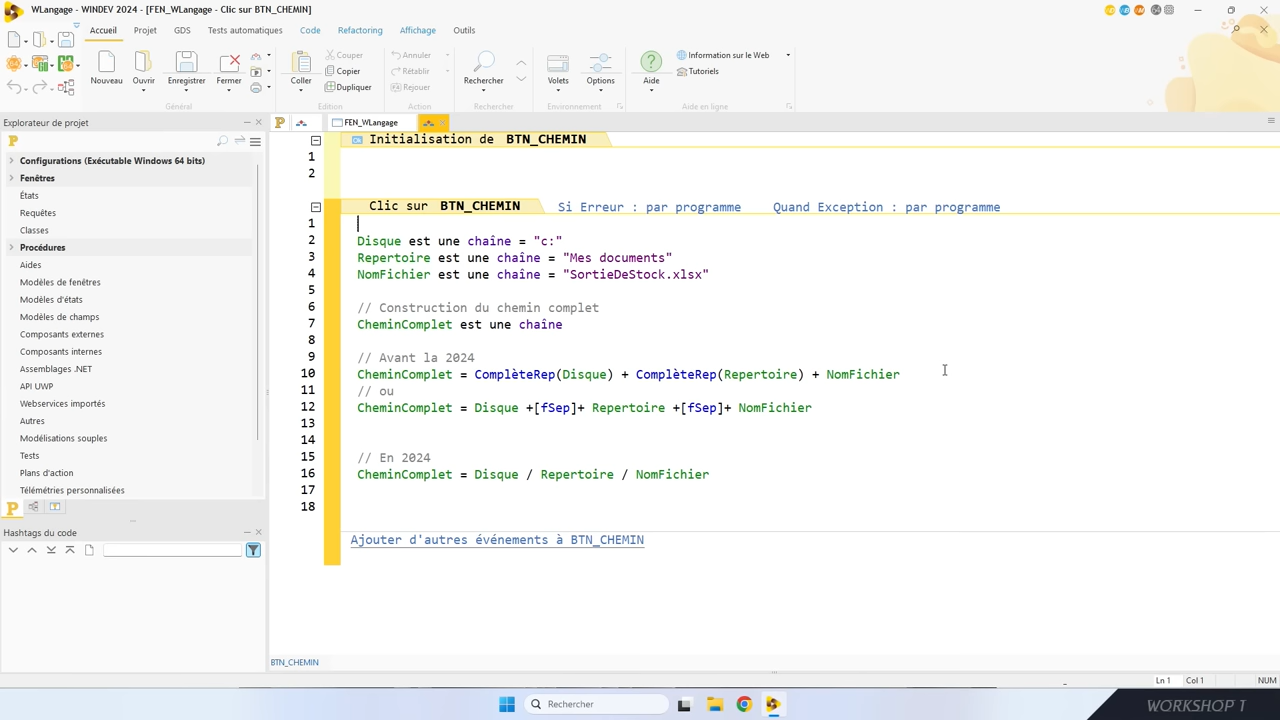 WLangage - WINDEV 2024 - [FEN_WLangage - Clic sur BTN_CHEMIN]
Accueil Projet GDS Tests automatiques Code Refactoring Affichage Outils
Nouveau Ouvrir Enregistrer Fermer
Général
Coller Couper Copier Dupliquer
Edition
Annuler Rétablir Rejouer
Action
Rechercher
Rechercher
Volets Options
Environnement
Aide Information sur le Web Tutoriels
Aide en ligne
Explorateur de projet
FEN_WLangage
Configurations (Exécutable Windows 64 bits)
Fenêtres
États
Requêtes
Classes
Procédures
Aides
Modèles de fenêtres
Modèles d'états
Modèles de champs
Composants externes
Composants internes
Assemblages .NET
API UWP
Webservices importés
Autres
Modélisations souples
Tests
Plans d'action
Télémétries personnalisées
Hashtags du code
Initialisation de BTN_CHEMIN
1
2
Clic sur BTN_CHEMIN Si Erreur : par programme Quand Exception : par programme
1
2 Disque est une chaîne = "c:"
3 Repertoire est une chaîne = "Mes documents"
4 NomFichier est une chaîne = "SortieDeStock.xlsx"
5
6 // Construction du chemin complet
7 CheminComplet est une chaîne
8
9 // Avant la 2024
10 CheminComplet = ComplèteRep(Disque) + ComplèteRep(Repertoire) + NomFichier
11 // ou
12 CheminComplet = Disque +[fSep]+ Repertoire +[fSep]+ NomFichier
13
14
15 // En 2024
16 CheminComplet = Disque / Repertoire / NomFichier
17
18
Ajouter d'autres événements à BTN_CHEMIN
BTN_CHEMIN
Ln 1 Col 1 NUM
Rechercher
WORKSHOP T